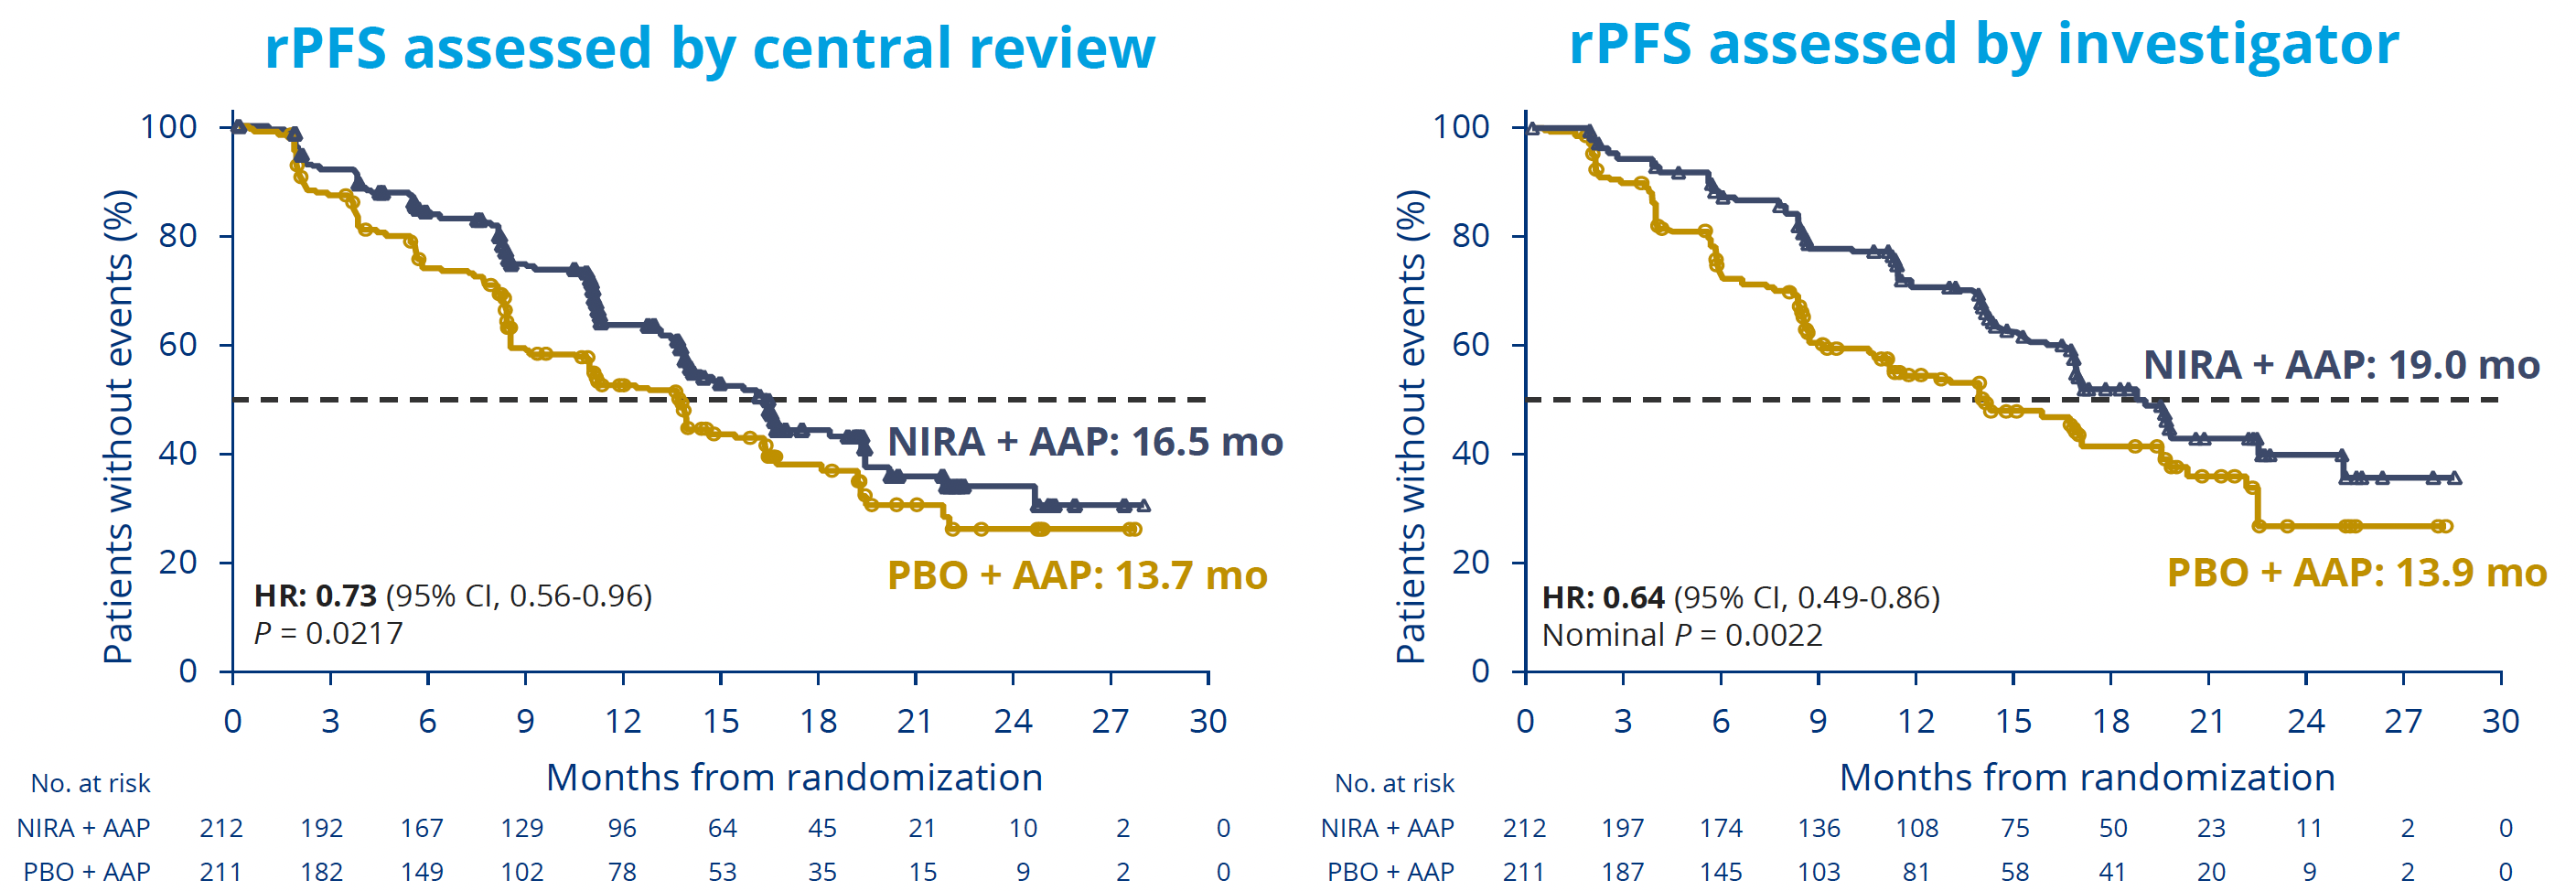 rPFS assessed by central review
Patients without events (%)
100
80
60
40
20
0
NIRA + AAP: 16.5 mo
PBO + AAP: 13.7 mo
HR: 0.73 (95% CI, 0.56-0.96)
P = 0.0217
0 3 6 9 12 15 18 21 24 27 30
Months from randomization
No. at risk
NIRA + AAP 212 192 167 129 96 64 45 21 10 2 0
PBO + AAP 211 182 149 102 78 53 35 15 9 2 0
rPFS assessed by investigator
Patients without events (%)
100
80
60
40
20
0
NIRA + AAP: 19.0 mo
PBO + AAP: 13.9 mo
HR: 0.64 (95% CI, 0.49-0.86)
Nominal P = 0.0022
0 3 6 9 12 15 18 21 24 27 30
Months from randomization
No. at risk
NIRA + AAP 212 197 174 136 108 75 50 23 11 2 0
PBO + AAP 211 187 145 103 81 58 41 20 9 2 0